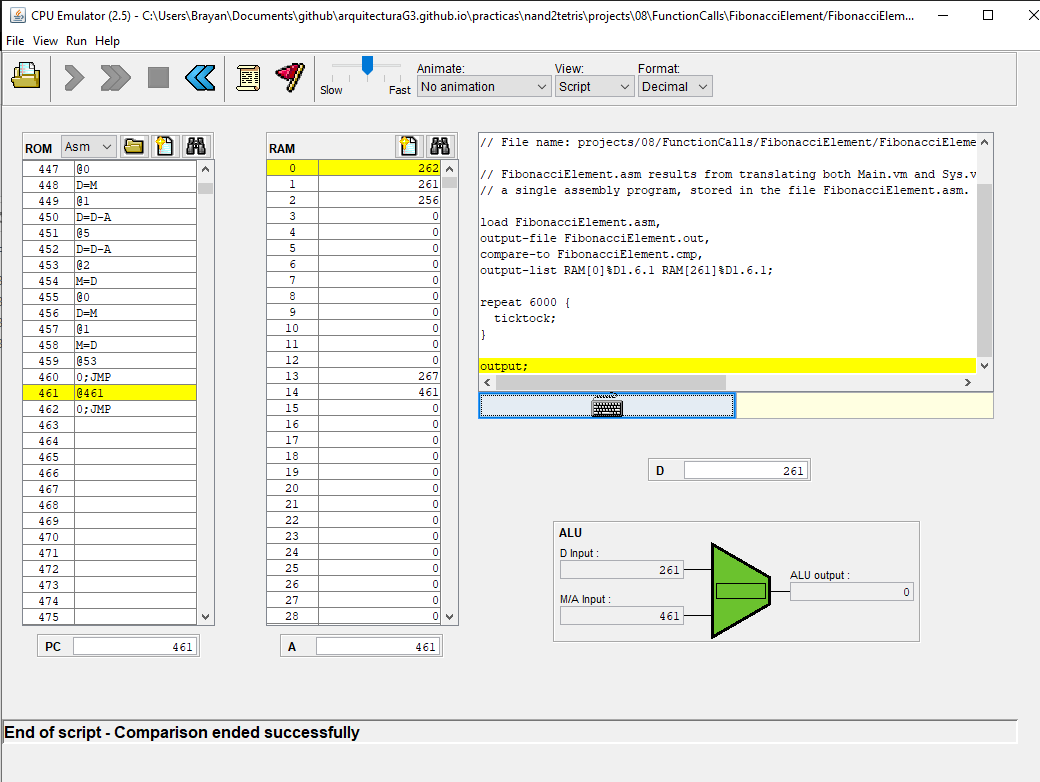 CPU Emulator (2.5) - C:\Users\Brayan\Documents\github\arquitecturaG3.github.io\practicas\nand2tetris\projects\08\FunctionCalls\FibonacciElement/FibonacciElem...
File View Run Help
Slow Fast
Animate: View: Format:
No animation Script Decimal
ROM Asm
447 @0
448 D=M
449 @1
450 D=D-A
451 @5
452 D=D-A
453 @2
454 M=D
455 @0
456 D=M
457 @1
458 M=D
459 @53
460 0;JMP
461 @461
462 0;JMP
463
464
465
466
467
468
469
470
471
472
473
474
475
PC 461
RAM
0 262
1 261
2 256
3 0
4 0
5 0
6 0
7 0
8 0
9 0
10 0
11 0
12 0
13 267
14 461
15 0
16 0
17 0
18 0
19 0
20 0
21 0
22 0
23 0
24 0
25 0
26 0
27 0
28 0
A 461
// File name: projects/08/FunctionCalls/FibonacciElement/FibonacciEleme
// FibonacciElement.asm results from translating both Main.vm and Sys.v
// a single assembly program, stored in the file FibonacciElement.asm.
load FibonacciElement.asm,
output-file FibonacciElement.out,
compare-to FibonacciElement.cmp,
output-list RAM[0]%D1.6.1 RAM[261]%D1.6.1;
repeat 6000 {
ticktock;
}
output;
D 261
ALU
D Input :
261
M/A Input :
461
ALU output :
0
End of script - Comparison ended successfully